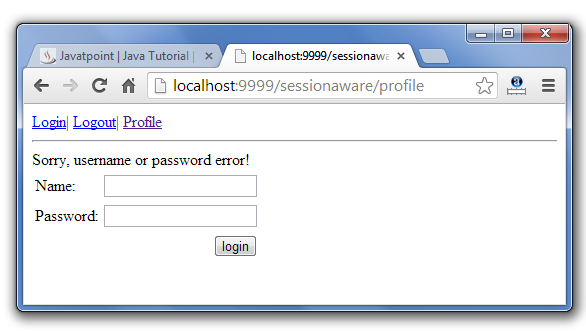 Javatpoint | Java Tutorial |
localhost:9999/sessionawa
localhost:9999/sessionaware/profile
Login| Logout| Profile
Sorry, username or password error!
Name:
Password:
login